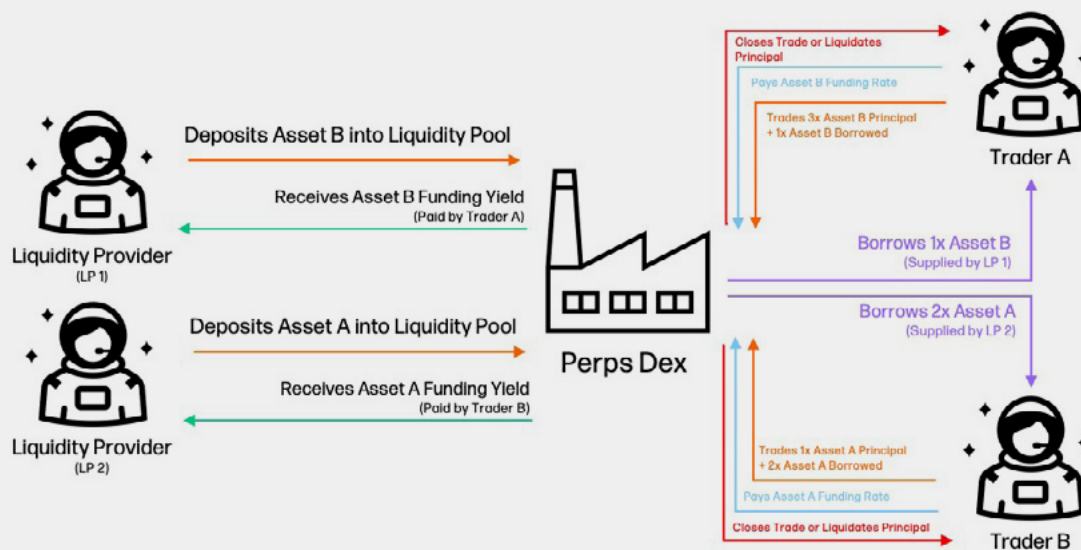 Closes Trade or Liquidates
Principal
Pays Asset B Funding Rate
Trades 3x Asset B Principal
+ 1x Asset B Borrowed
Trader A
Deposits Asset B into Liquidity Pool
Receives Asset B Funding Yield
(Paid by Trader A)
Liquidity Provider
(LP 1)
Borrows 1x Asset B
(Supplied by LP 1)
Borrows 2x Asset A
(Supplied by LP 2)
Deposits Asset A into Liquidity Pool
Perps Dex
Receives Asset A Funding Yield
(Paid by Trader B)
Liquidity Provider
(LP 2)
Trades 1x Asset A Principal
+ 2x Asset A Borrowed
Pays Asset A Funding Rate
Closes Trade or Liquidates Principal
Trader B